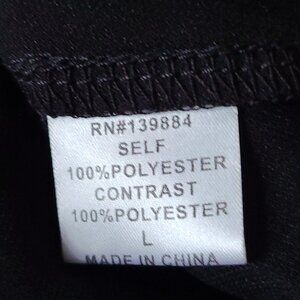 RN#139884
SELF
100%POLYESTER
CONTRAST
100%POLYESTER
L
MADE IN CHINA